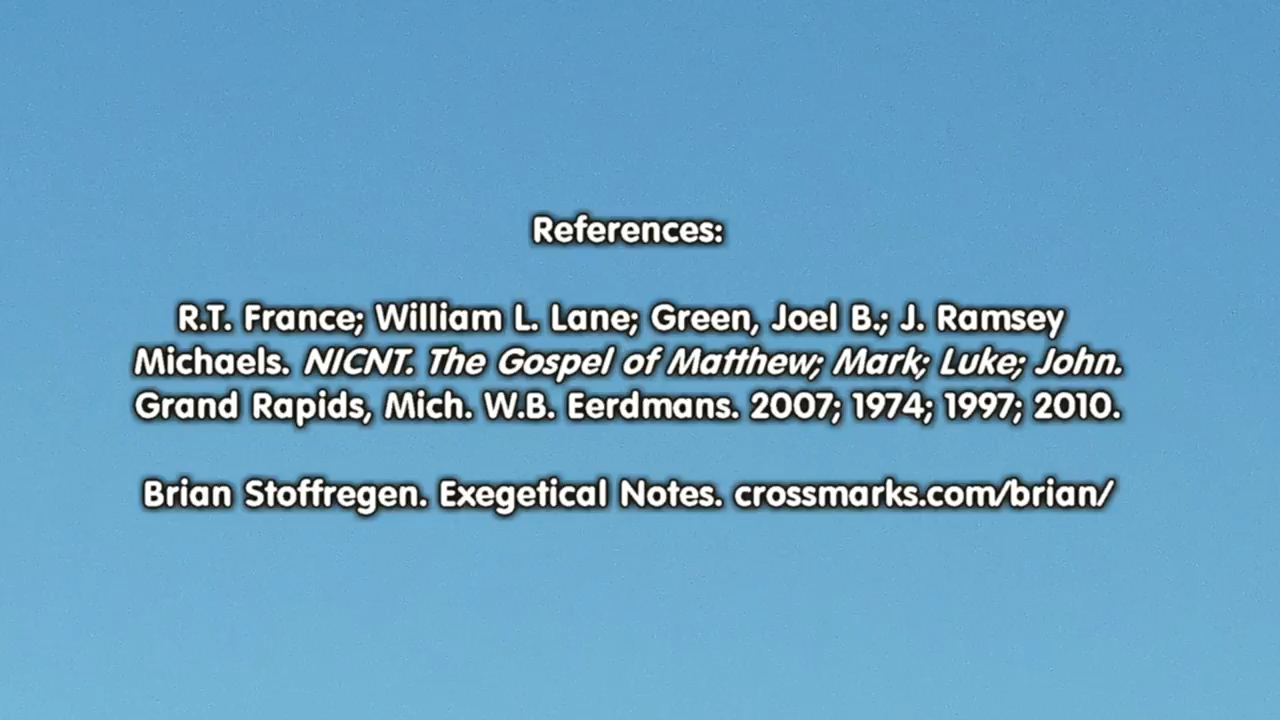 References:
R.T. France; William L. Lane; Green, Joel B.; J. Ramsey
Michaels. NICNT. The Gospel of Matthew; Mark; Luke; John.
Grand Rapids, Mich. W.B. Eerdmans. 2007; 1974; 1997; 2010.
Brian Stoffregen. Exegetical Notes. crossmarks.com/brian/